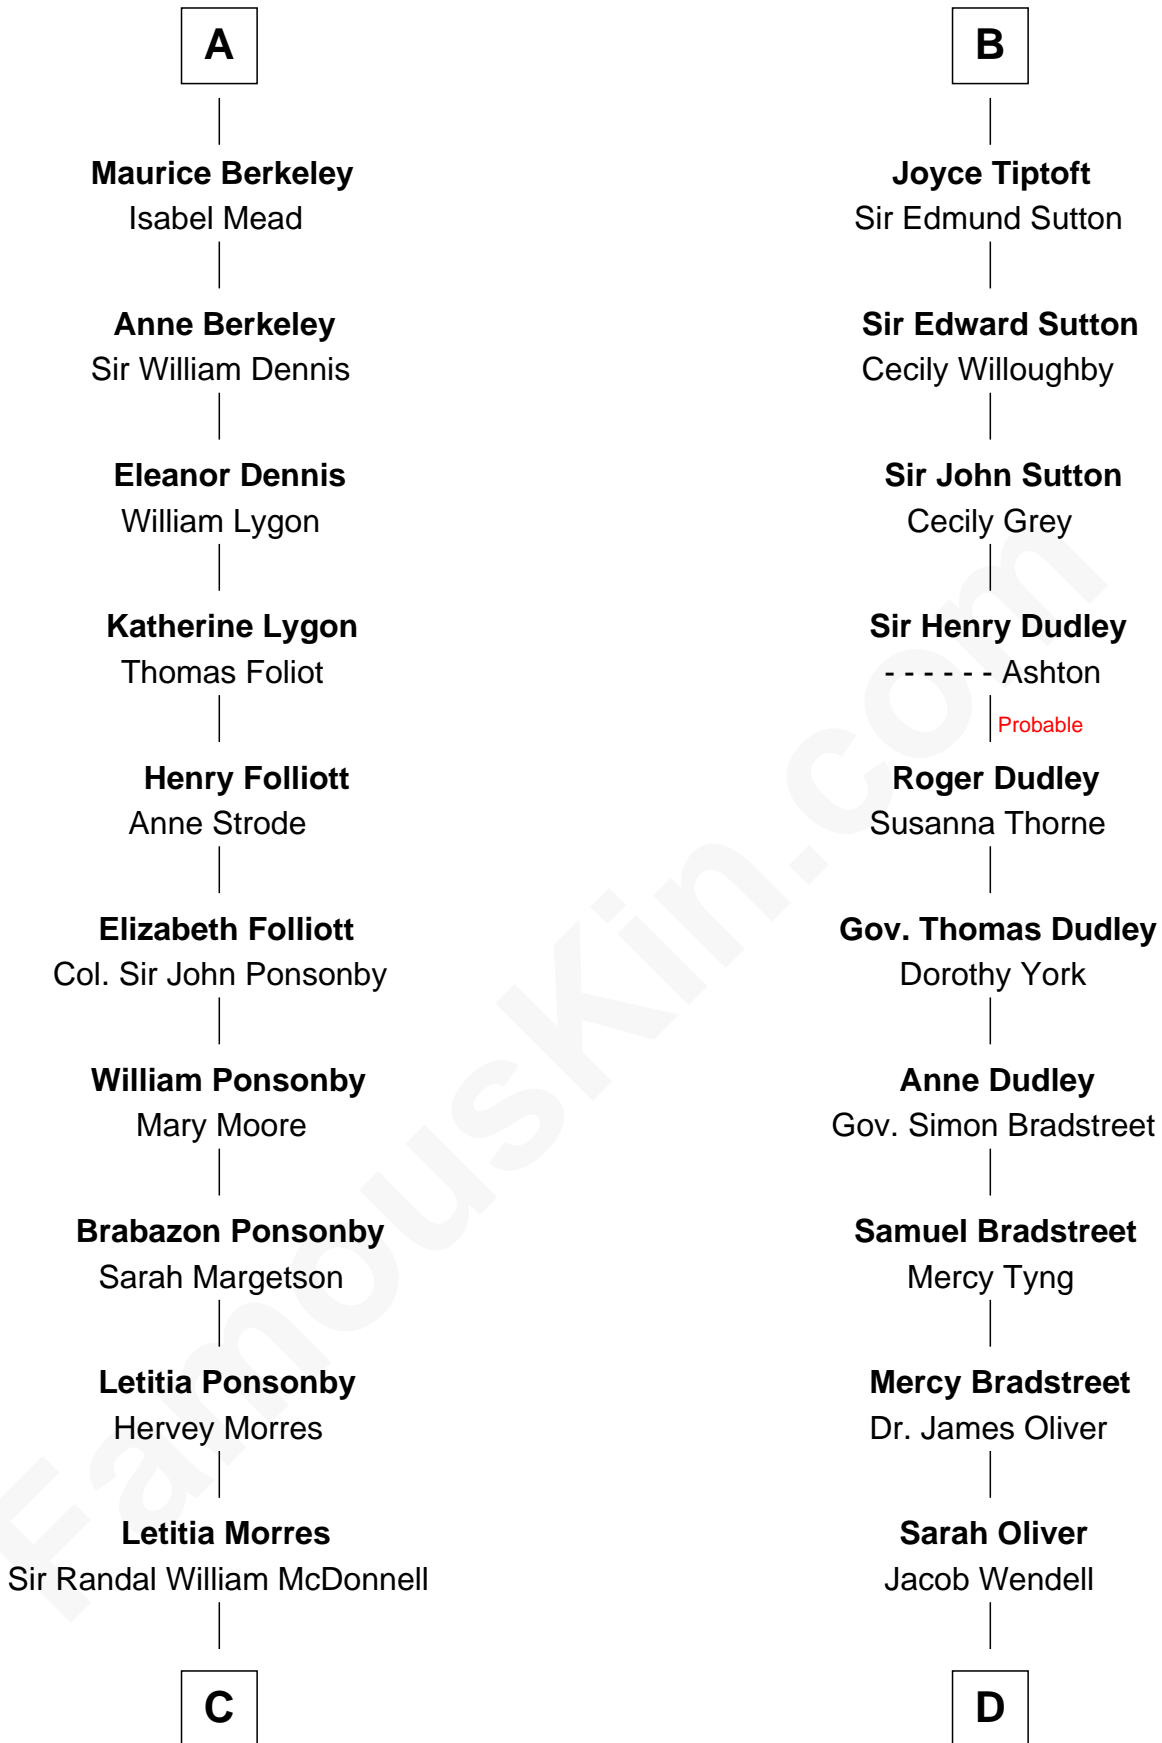 A
Maurice Berkeley
Isabel Mead
Anne Berkeley
Sir William Dennis
Eleanor Dennis
William Lygon
Katherine Lygon
Thomas Foliot
Henry Folliott
Anne Strode
Elizabeth Folliott
Col. Sir John Ponsonby
William Ponsonby
Mary Moore
Brabazon Ponsonby
Sarah Margetson
Letitia Ponsonby
Hervey Morres
Letitia Morres
Sir Randal William McDonnell
C
B
Joyce Tiptoft
Sir Edmund Sutton
Sir Edward Sutton
Cecily Willoughby
Sir John Sutton
Cecily Grey
Sir Henry Dudley
- - - - - - Ashton
Probable
Roger Dudley
Susanna Thorne
Gov. Thomas Dudley
Dorothy York
Anne Dudley
Gov. Simon Bradstreet
Samuel Bradstreet
Mercy Tyng
Mercy Bradstreet
Dr. James Oliver
Sarah Oliver
Jacob Wendell
D
FamousKin.com